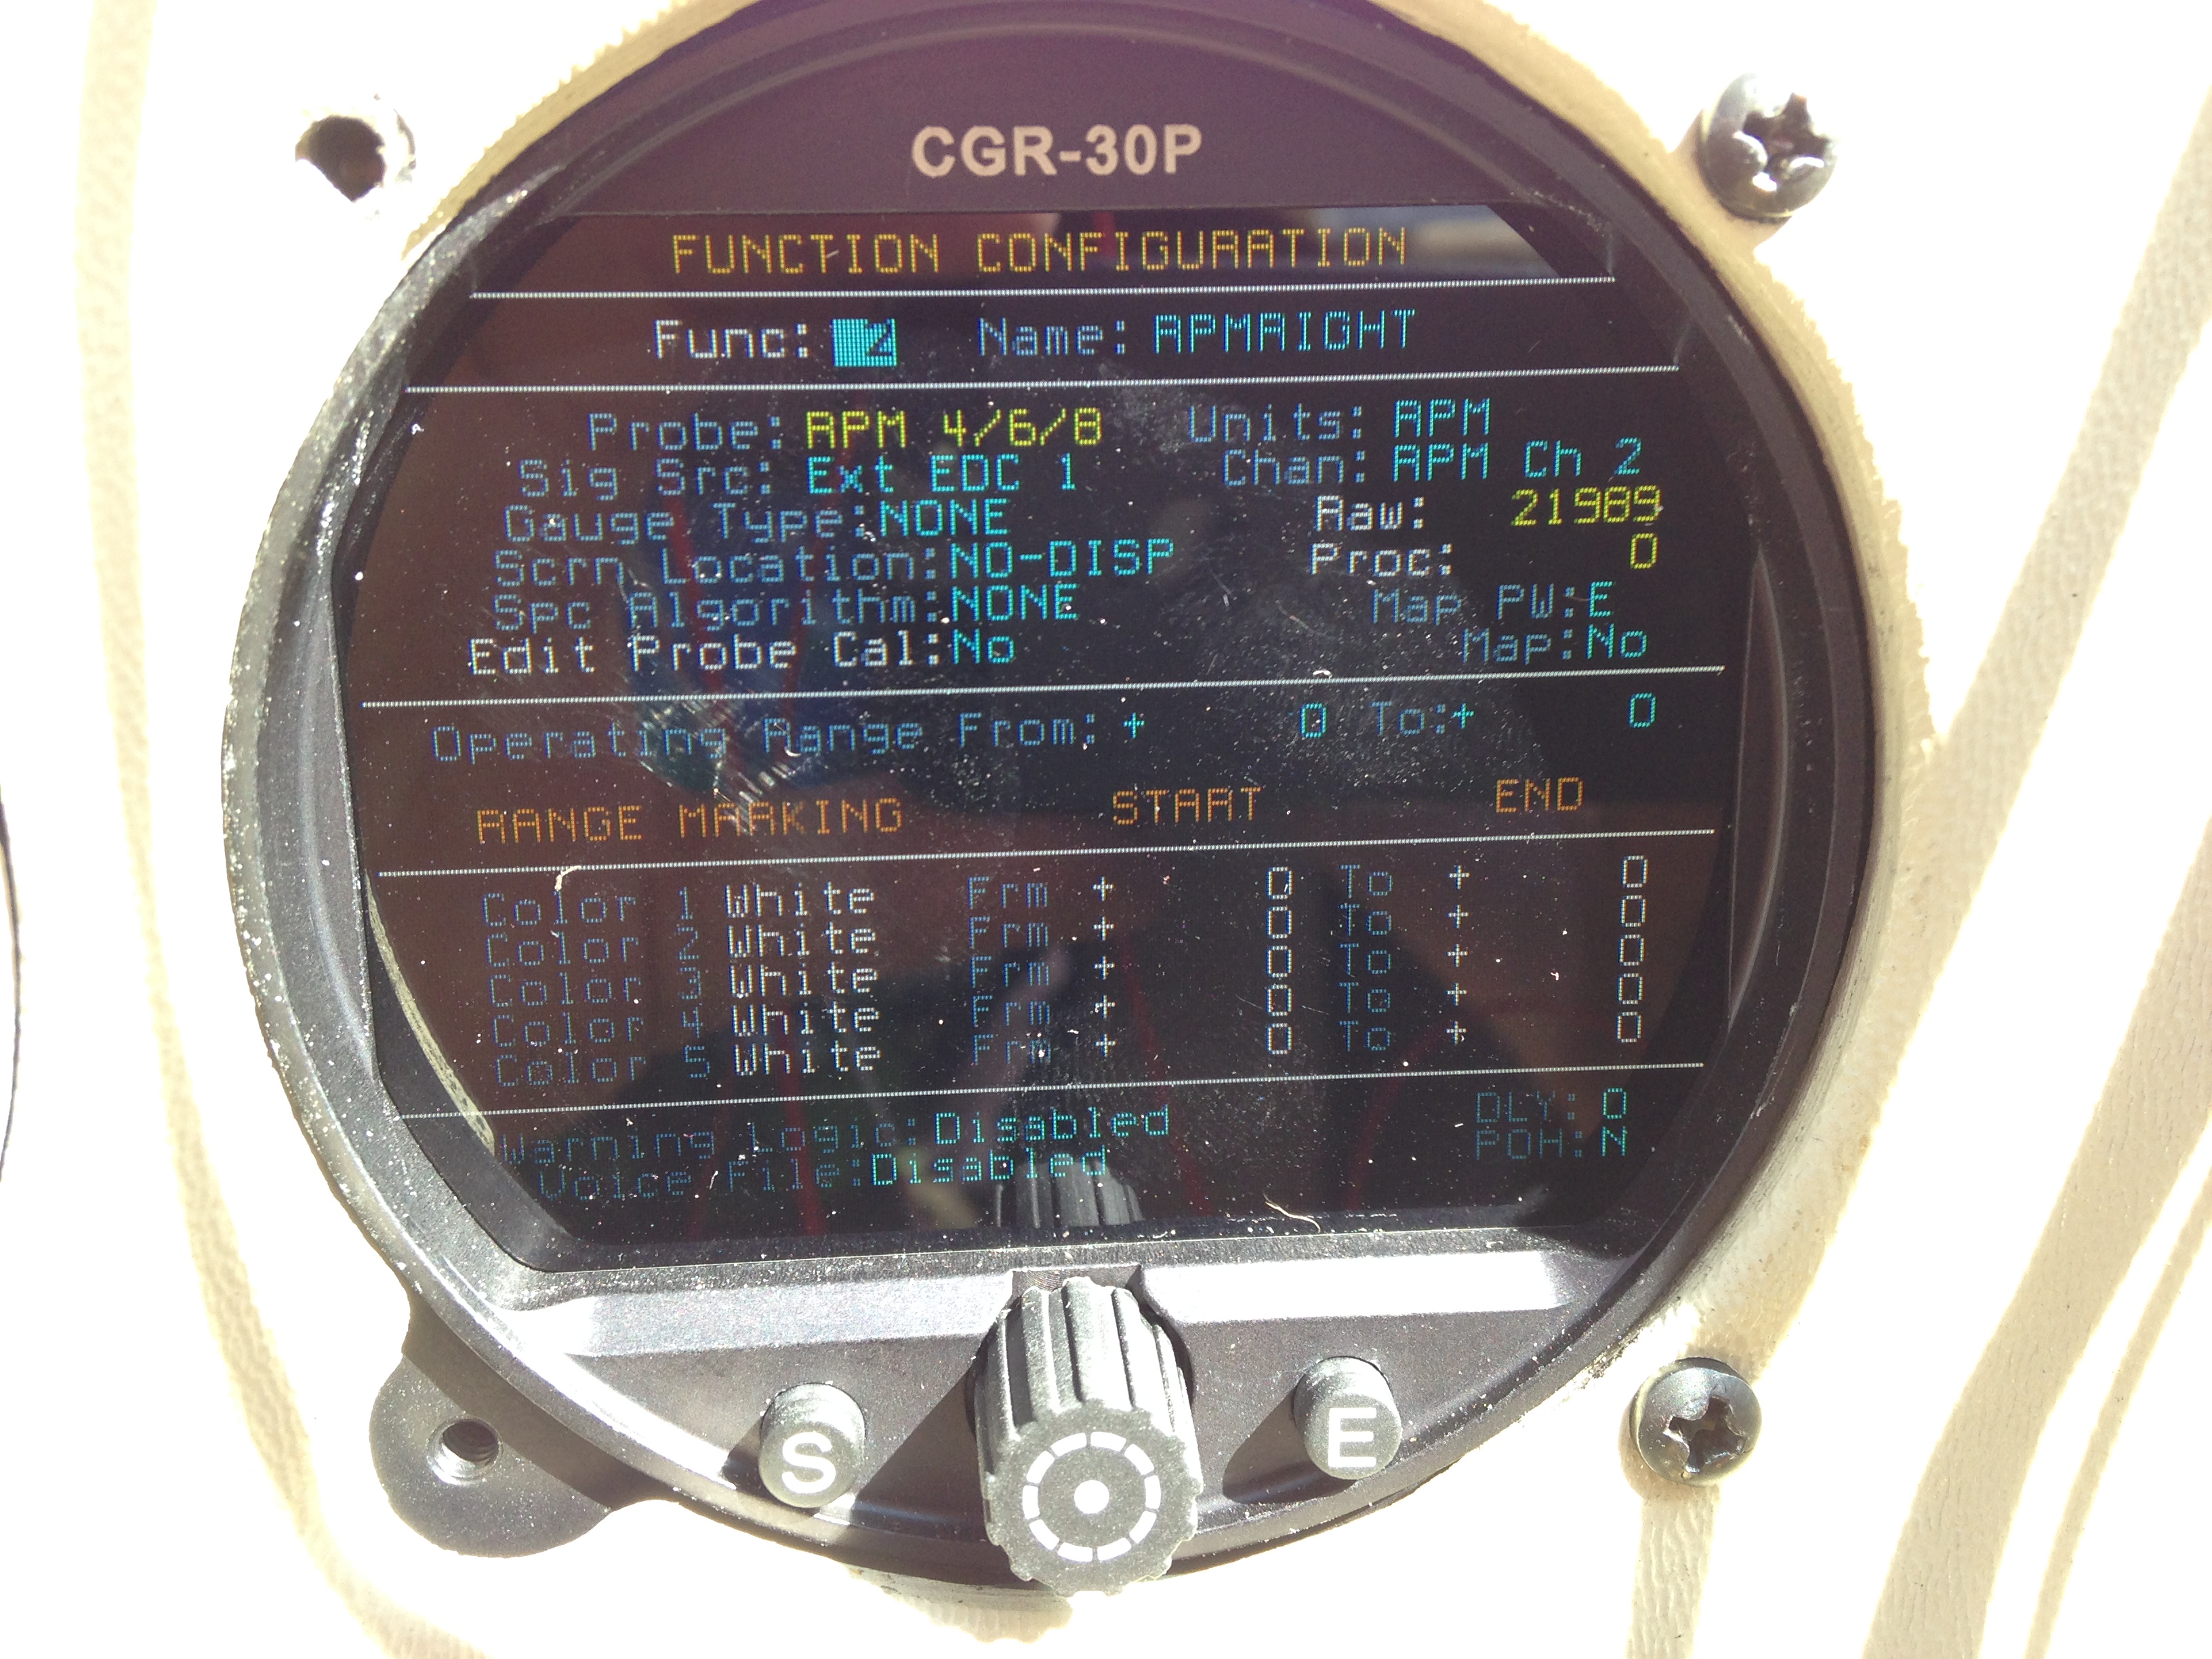 CGR-30P
FUNCTION CONFIGURATION
Func: 2 Name: RPMRIGHT
Probe: RPM 4/6/8 Units: RPM
Sig Src: Ext EDC 1 Chan: RPM Ch 2
Gauge Type:NONE Raw: 21989
Scrn Location:NO-DISP Proc: 0
Spc Algorithm:NONE Map PW:E
Edit Probe Cal:No Map:No
Operating Range From:+ 0 To:+ 0
RANGE MARKING START END
Color 1 White Frm + 0 To + 0
Color 2 White Frm + 0 To + 0
Color 3 White Frm + 0 To + 0
Color 4 White Frm + 0 To + 0
Color 5 White Frm + 0 To + 0
Warning Logic:Disabled DLY: 0
Voice File:Disabled POH:N
S E